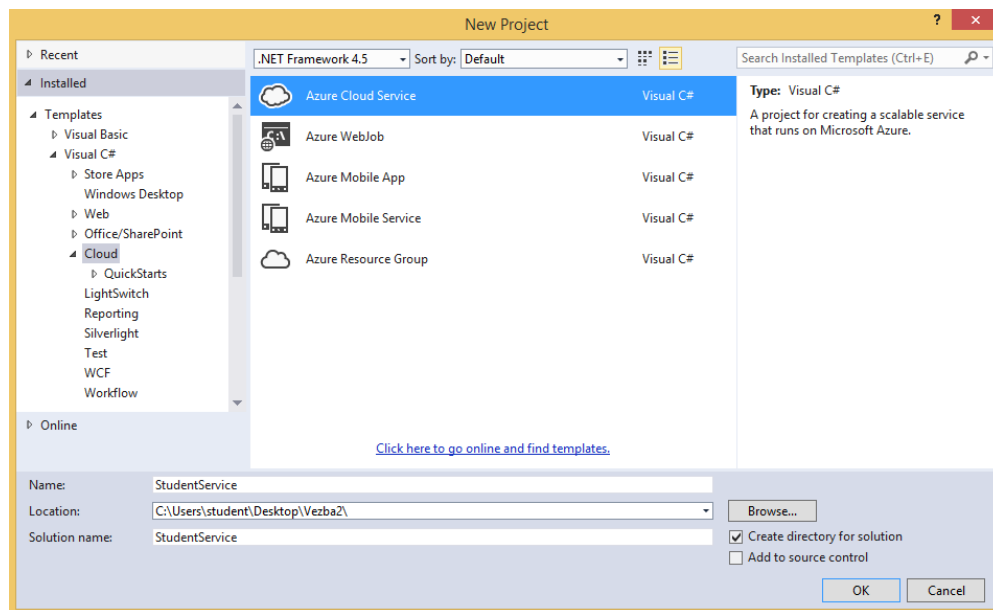 New Project
?
Recent
Installed
Templates
Visual Basic
Visual C#
Store Apps
Windows Desktop
Web
Office/SharePoint
Cloud
QuickStarts
LightSwitch
Reporting
Silverlight
Test
WCF
Workflow
Online
.NET Framework 4.5 Sort by: Default
Azure Cloud Service Visual C#
Azure WebJob Visual C#
Azure Mobile App Visual C#
Azure Mobile Service Visual C#
Azure Resource Group Visual C#
Click here to go online and find templates.
Search Installed Templates (Ctrl+E)
Type: Visual C#
A project for creating a scalable service
that runs on Microsoft Azure.
Name: StudentService
Location: C:\Users\student\Desktop\Vezba2\ Browse...
Solution name: StudentService
Create directory for solution
Add to source control
OK Cancel